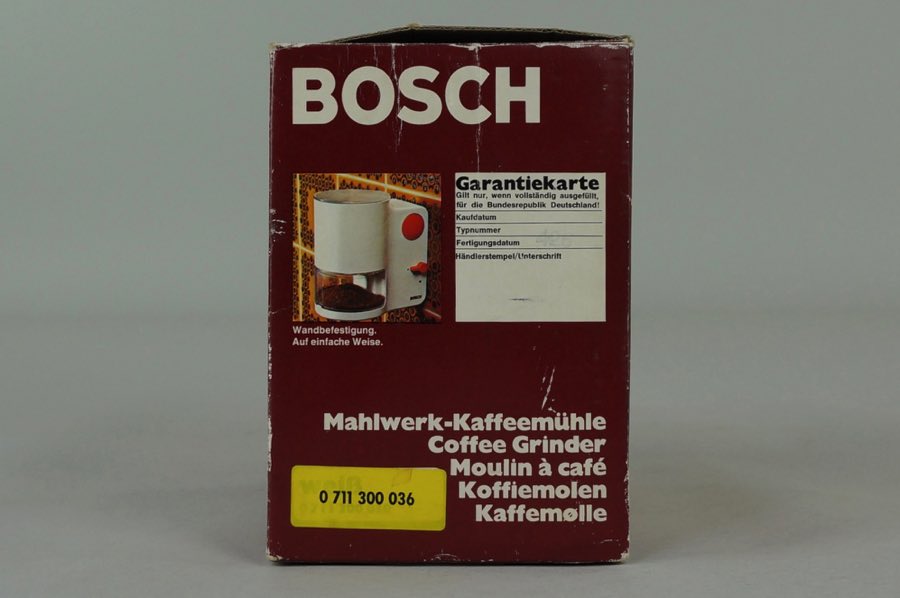 BOSCH
Garantiekarte
Gilt nur, wenn vollständig ausgefüllt,
für die Bundesrepublik Deutschland!
Kaufdatum
Typnummer
Fertigungsdatum
Händlerstempel/Unterschrift
BOSCH
Wandbefestigung.
Auf einfache Weise.
Mahlwerk-Kaffeemühle
Coffee Grinder
Moulin à café
Koffiemolen
Kaffemølle
0 711 300 036